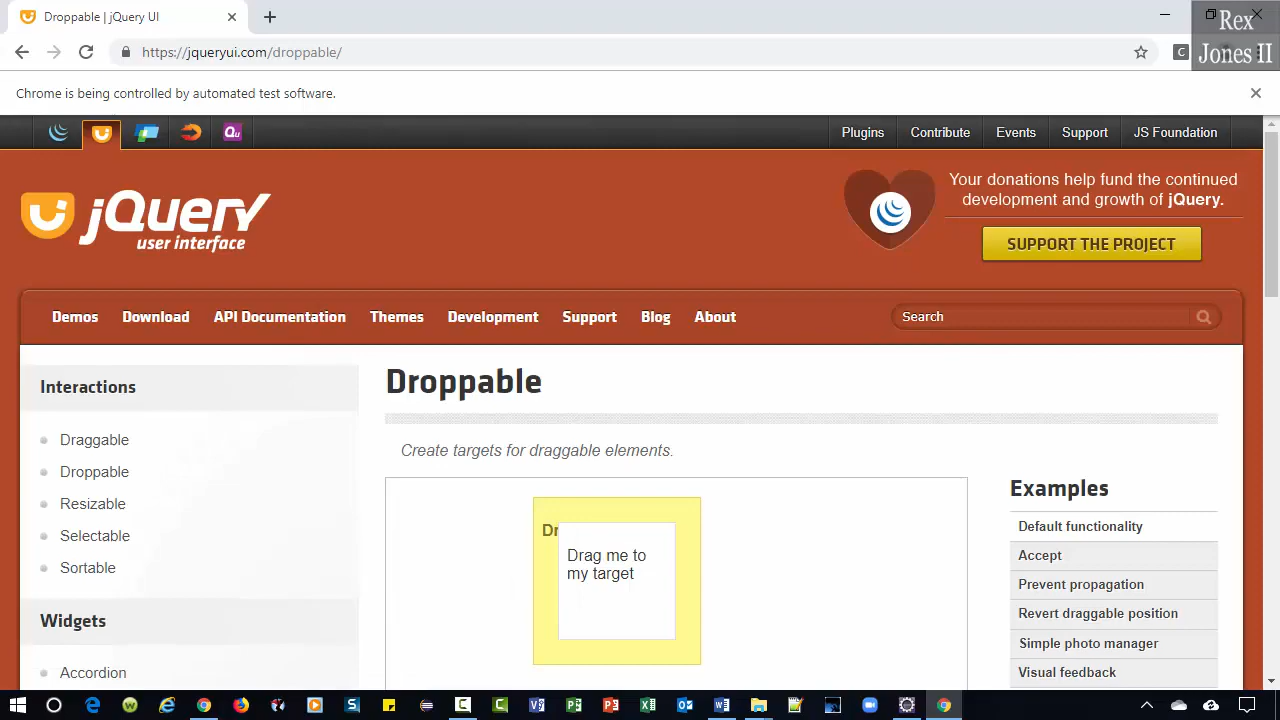 Droppable | jQuery UI
Rex
Jones II
https://jqueryui.com/droppable/
C
Chrome is being controlled by automated test software.
Plugins
Contribute
Events
Support
JS Foundation
jQuery
user interface
Your donations help fund the continued
development and growth of jQuery.
SUPPORT THE PROJECT
Demos
Download
API Documentation
Themes
Development
Support
Blog
About
Search
Interactions
Draggable
Droppable
Resizable
Selectable
Sortable
Widgets
Accordion
Droppable
Create targets for draggable elements.
Dr
Drag me to
my target
Examples
Default functionality
Accept
Prevent propagation
Revert draggable position
Simple photo manager
Visual feedback